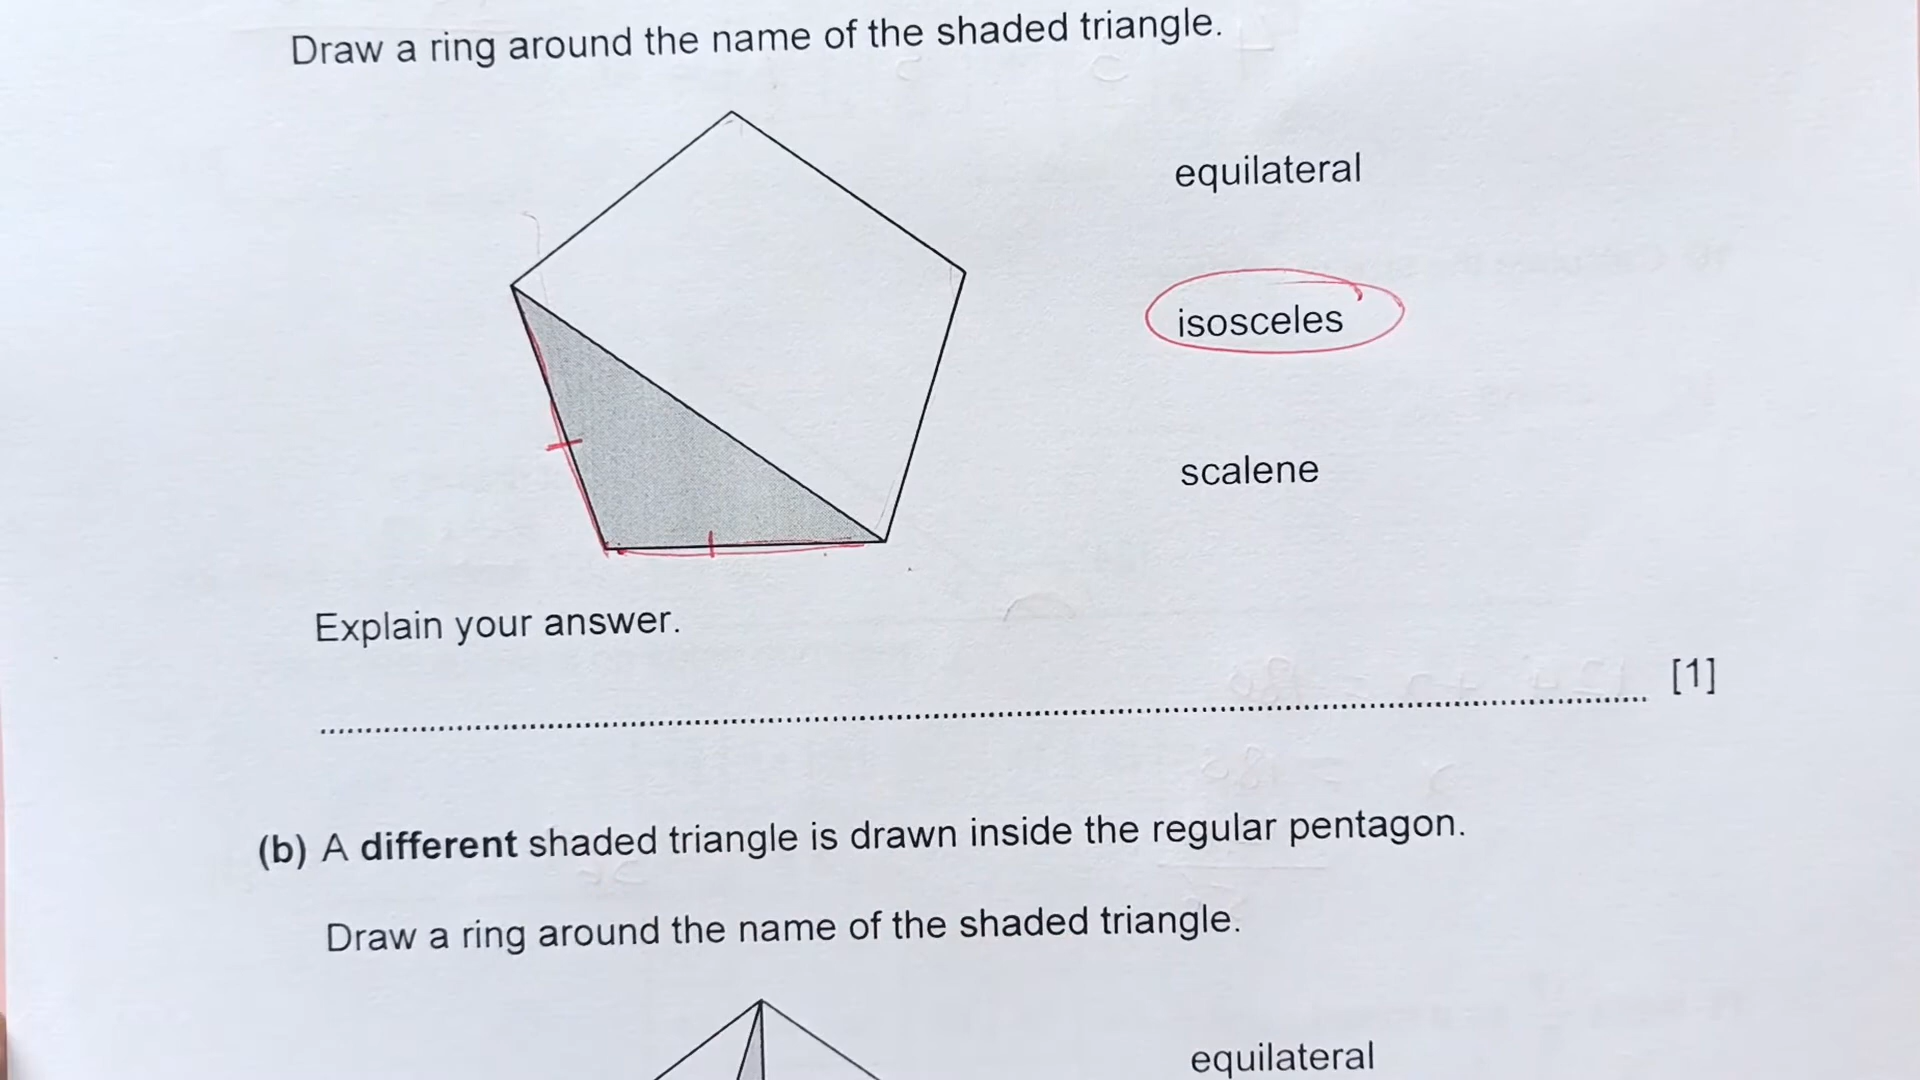 Draw a ring around the name of the shaded triangle.
equilateral
isosceles
scalene
Explain your answer.
[1]
(b) A different shaded triangle is drawn inside the regular pentagon.
Draw a ring around the name of the shaded triangle.
equilateral